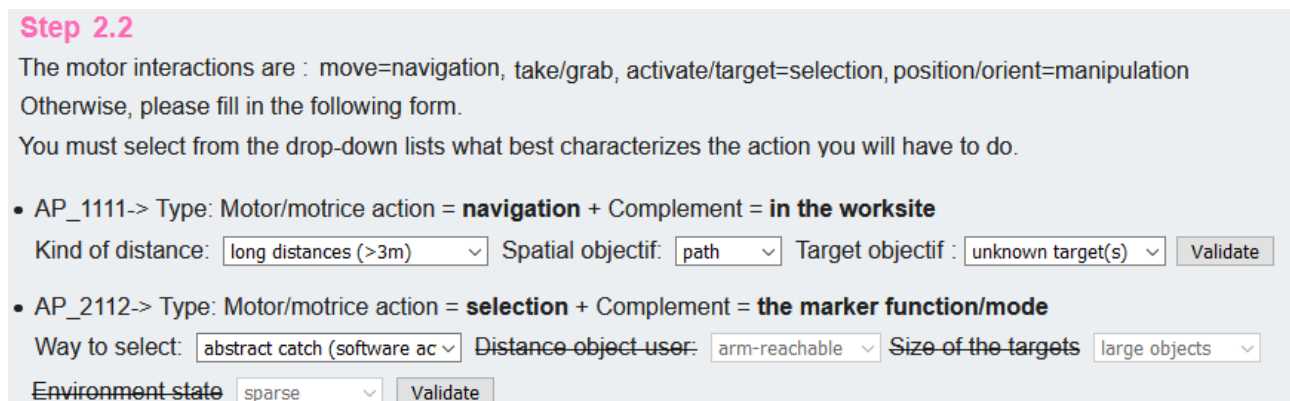 Step 2.2
The motor interactions are : move=navigation, take/grab, activate/target=selection, position/orient=manipulation
Otherwise, please fill in the following form.
You must select from the drop-down lists what best characterizes the action you will have to do.
• AP_1111-> Type: Motor/motrice action = navigation + Complement = in the worksite
Kind of distance: long distances (>3m) Spatial objectif: path Target objectif : unknown target(s) Validate
• AP_2112-> Type: Motor/motrice action = selection + Complement = the marker function/mode
Way to select: abstract catch (software ac Distance object user: arm-reachable Size of the targets large objects
Environment state sparse Validate